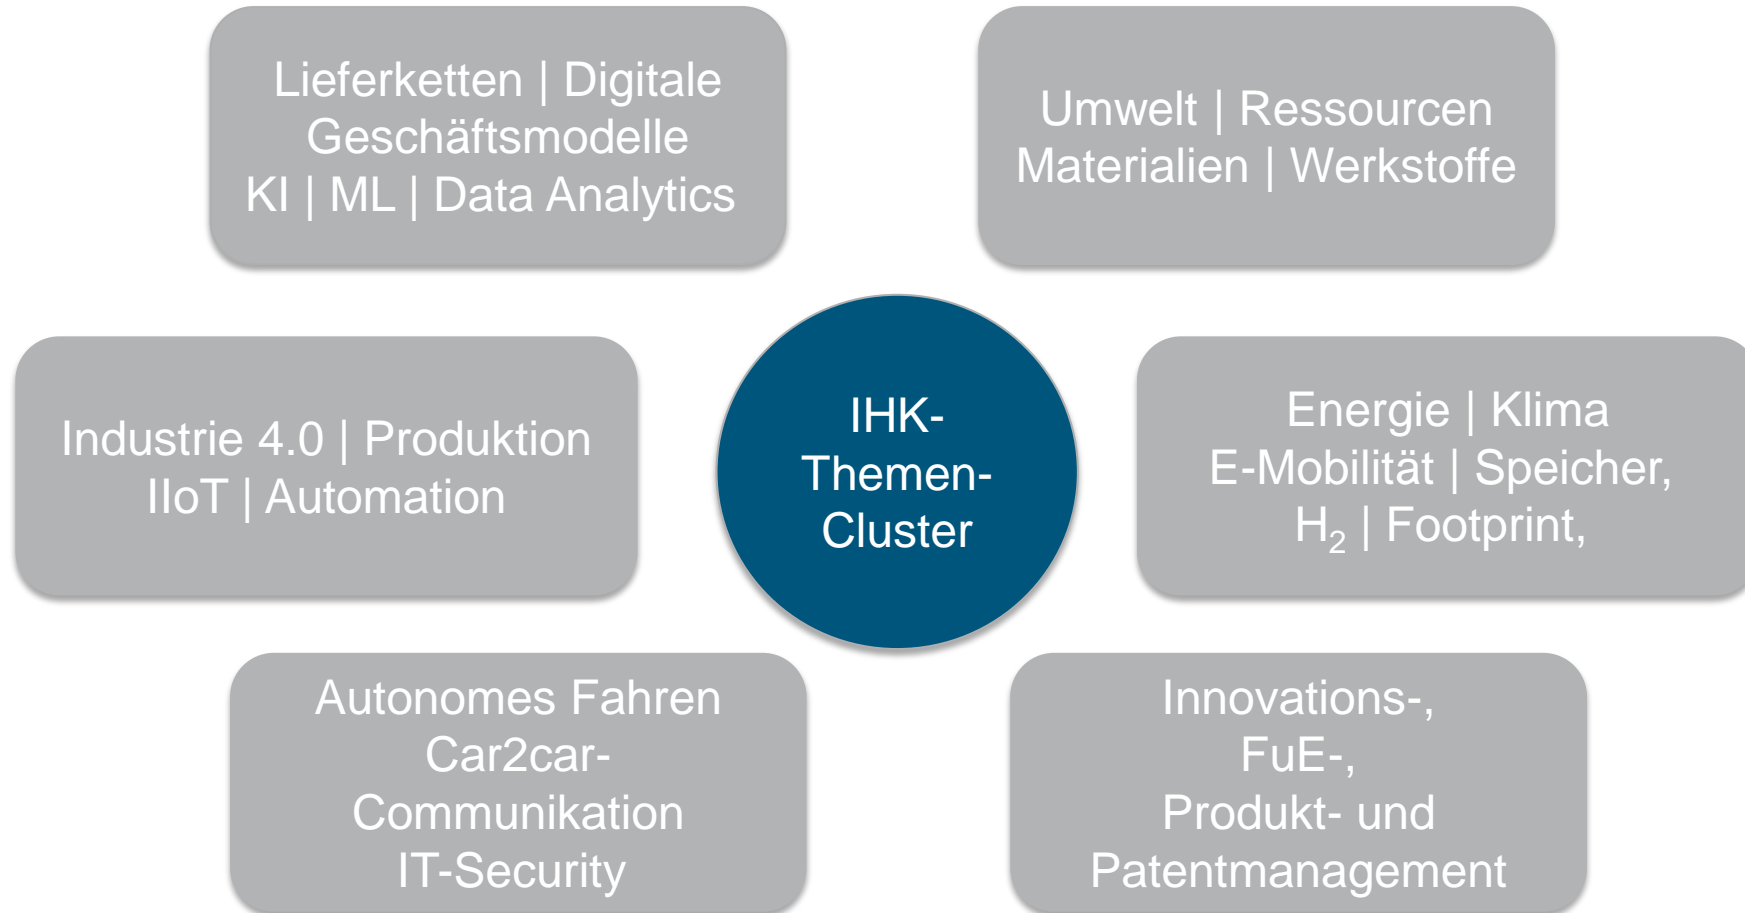 Lieferketten | Digitale
Geschäftsmodelle
KI | ML | Data Analytics
Umwelt | Ressourcen
Materialien | Werkstoffe
Industrie 4.0 | Produktion
IIoT | Automation
IHK-
Themen-
Cluster
Energie | Klima
E-Mobilität | Speicher,
H₂ | Footprint,
Autonomes Fahren
Car2car-
Communikation
IT-Security
Innovations-,
FuE-,
Produkt- und
Patentmanagement